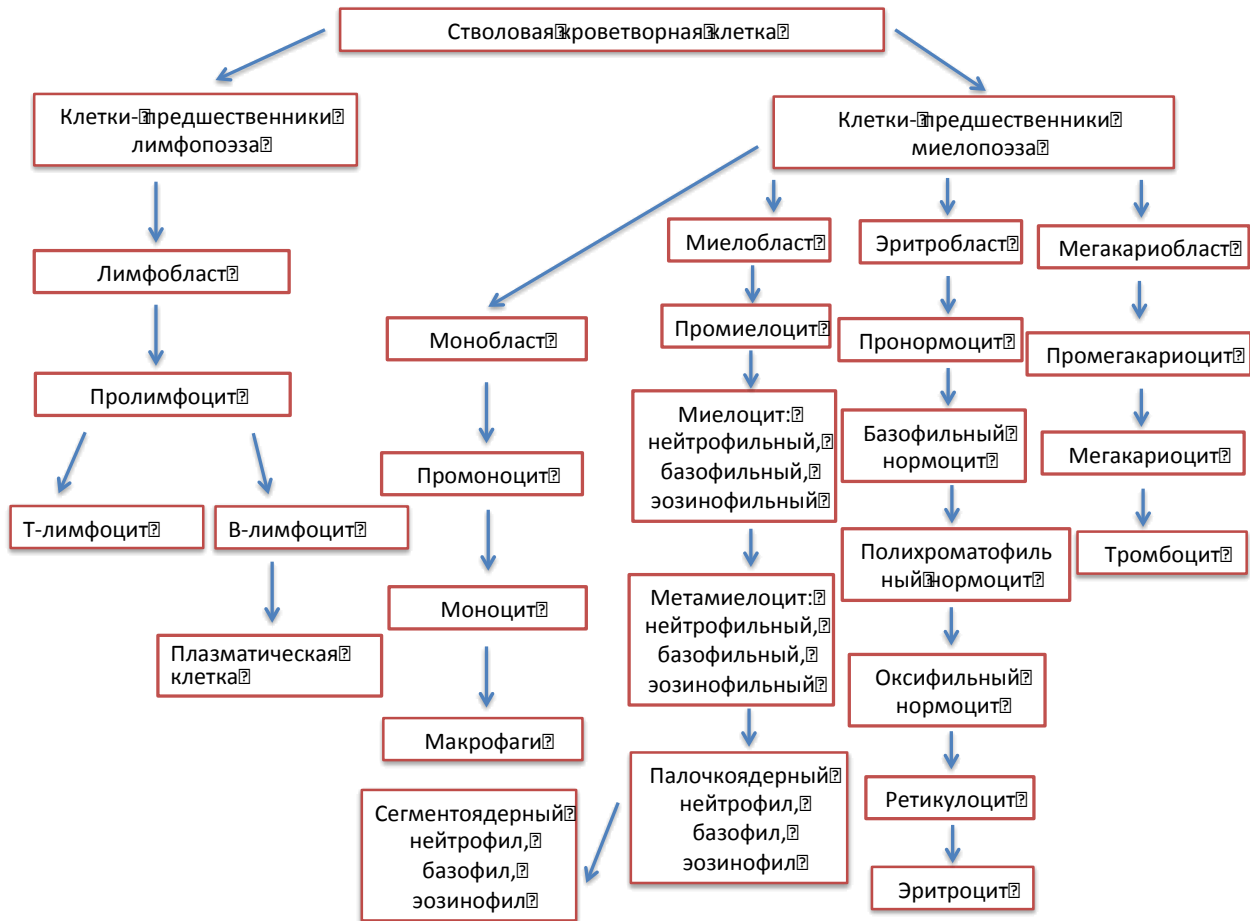 Стволовая кроветворная клетка
Клетки- предшественники
лимфопоэза
Клетки- предшественники
миелопоэза
Лимфобласт
Пролимфоцит
Т-лимфоцит
В-лимфоцит
Плазматическая
клетка
Монобласт
Промоноцит
Моноцит
Макрофаги
Миелобласт
Промиелоцит
Миелоцит:
нейтрофильный,
базофильный,
эозинофильный
Метамиелоцит:
нейтрофильный,
базофильный,
эозинофильный
Палочкоядерный
нейтрофил,
базофил,
эозинофил
Сегментоядерный
нейтрофил,
базофил,
эозинофил
Эритробласт
Пронормоцит
Базофильный
нормоцит
Полихроматофиль
ный нормоцит
Оксифильный
нормоцит
Ретикулоцит
Эритроцит
Мегакариобласт
Промегакариоцит
Мегакариоцит
Тромбоцит